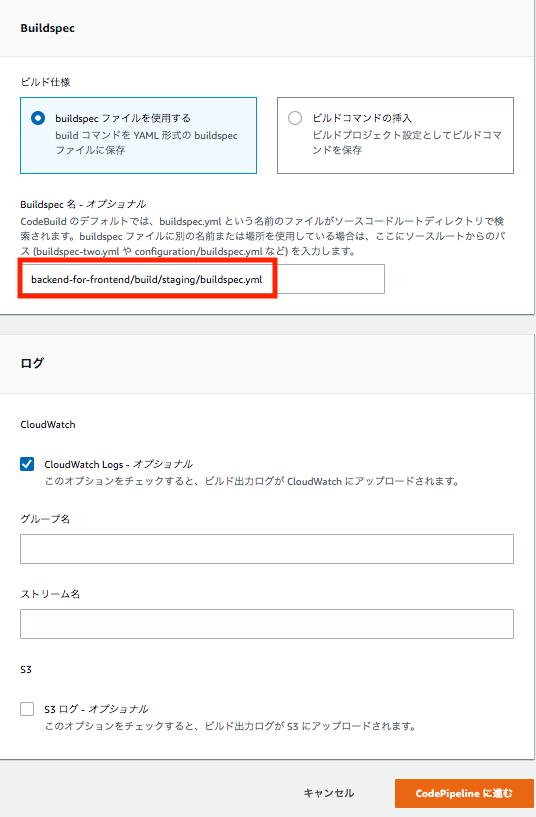 Buildspec
ビルド仕様
buildspec ファイルを使用する
build コマンドを YAML 形式の buildspec
ファイルに保存
ビルドコマンドの挿入
ビルドプロジェクト設定としてビルドコマ
ンドを保存
Buildspec 名 - オプショナル
CodeBuild のデフォルトでは、buildspec.yml という名前のファイルがソースコードルートディレクトリで検
索されます。buildspec ファイルに別の名前または場所を使用している場合は、ここにソースルートからのパ
ス (buildspec-two.yml や configuration/buildspec.yml など) を入力します。
backend-for-frontend/build/staging/buildspec.yml
ログ
CloudWatch
CloudWatch Logs - オプショナル
このオプションをチェックすると、ビルド出力ログが CloudWatch にアップロードされます。
グループ名
ストリーム名
S3
S3 ログ - オプショナル
このオプションをチェックすると、ビルド出力ログが S3 にアップロードされます。
キャンセル
CodePipeline に進む